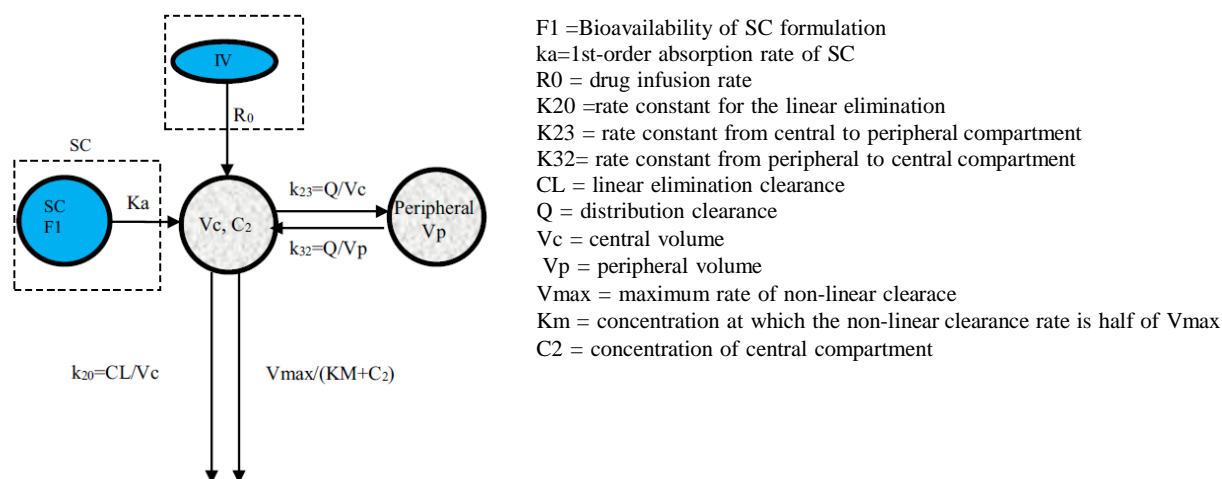 IV
R₀
SC
SC
F1
Ka
Vc, C₂
k₂₃=Q/Vc
k₃₂=Q/Vp
Peripheral
Vp
k₂₀=CL/Vc
Vmax/(KM+C₂)
F1 =Bioavailability of SC formulation
ka=1st-order absorption rate of SC
R0 = drug infusion rate
K20 =rate constant for the linear elimination
K23 = rate constant from central to peripheral compartment
K32= rate constant from peripheral to central compartment
CL = linear elimination clearance
Q = distribution clearance
Vc = central volume
Vp = peripheral volume
Vmax = maximum rate of non-linear clearace
Km = concentration at which the non-linear clearance rate is half of Vmax
C2 = concentration of central compartment